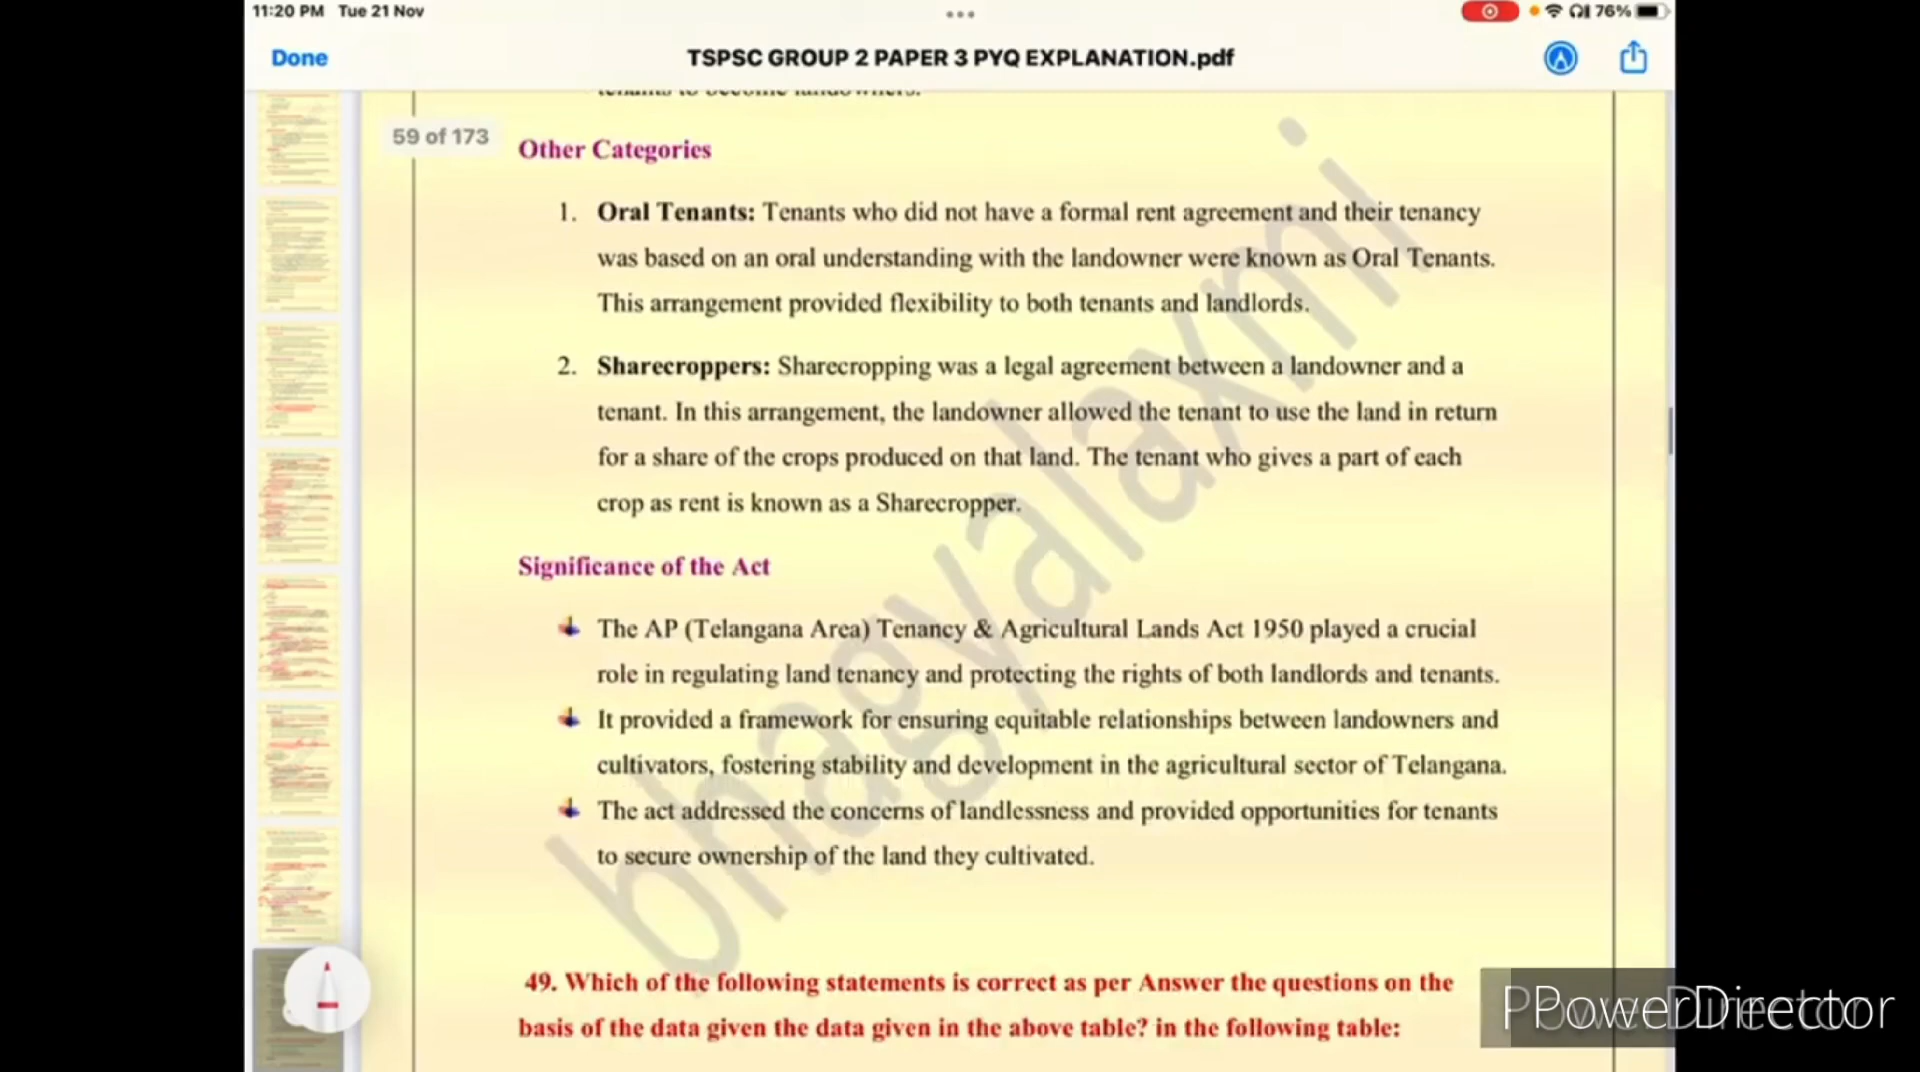 11:20 PM Tue 21 Nov
76%
Done
TSPSC GROUP 2 PAPER 3 PYQ EXPLANATION.pdf
tenants to become landowners.
59 of 173
Other Categories
1. Oral Tenants: Tenants who did not have a formal rent agreement and their tenancy
was based on an oral understanding with the landowner were known as Oral Tenants.
This arrangement provided flexibility to both tenants and landlords.
2. Sharecroppers: Sharecropping was a legal agreement between a landowner and a
tenant. In this arrangement, the landowner allowed the tenant to use the land in return
for a share of the crops produced on that land. The tenant who gives a part of each
crop as rent is known as a Sharecropper.
Significance of the Act
The AP (Telangana Area) Tenancy & Agricultural Lands Act 1950 played a crucial
role in regulating land tenancy and protecting the rights of both landlords and tenants.
It provided a framework for ensuring equitable relationships between landowners and
cultivators, fostering stability and development in the agricultural sector of Telangana.
The act addressed the concerns of landlessness and provided opportunities for tenants
to secure ownership of the land they cultivated.
49. Which of the following statements is correct as per Answer the questions on the
basis of the data given the data given in the above table? in the following table:
bhagyalaxmi
PowerDirector